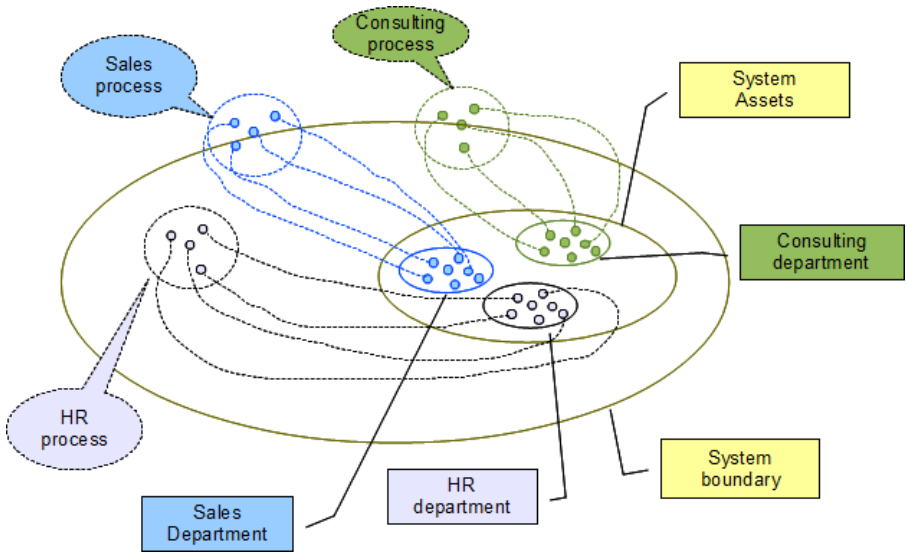 Consulting
process
Sales
process
System
Assets
Consulting
department
HR
process
System
boundary
HR
department
Sales
Department